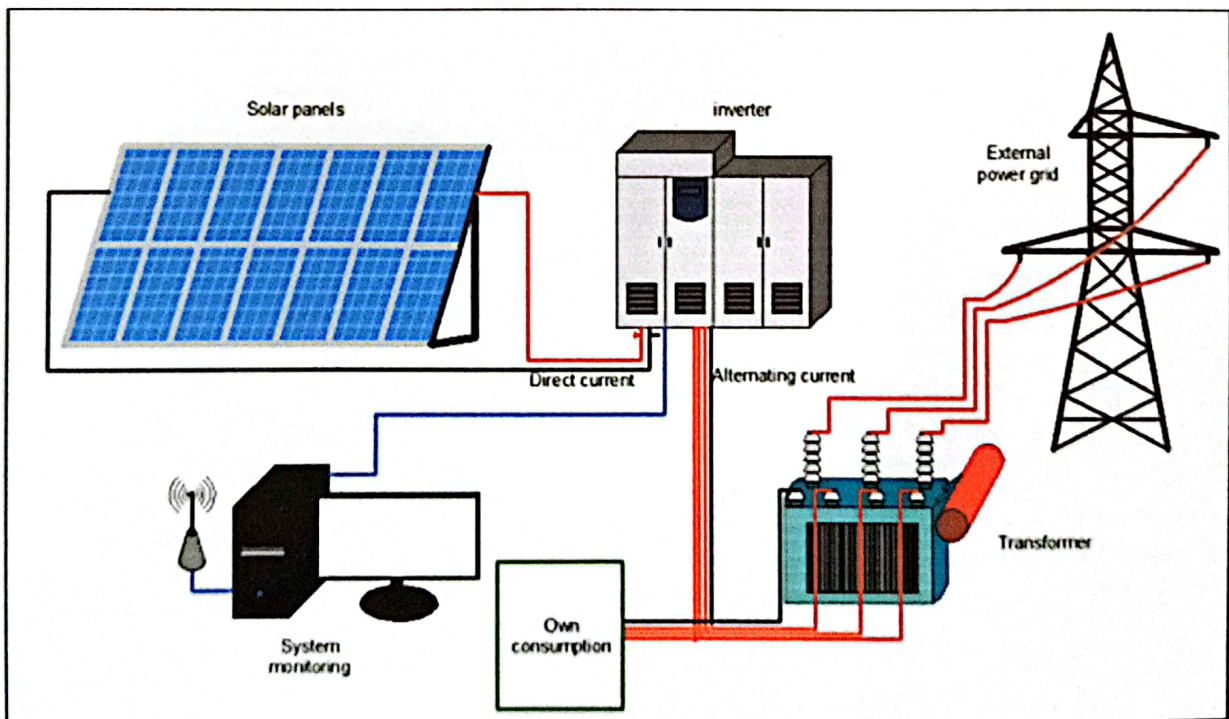 Solar panels
inverter
External
power grid
Direct current
Alternating current
Transformer
System
monitoring
Own
consumption